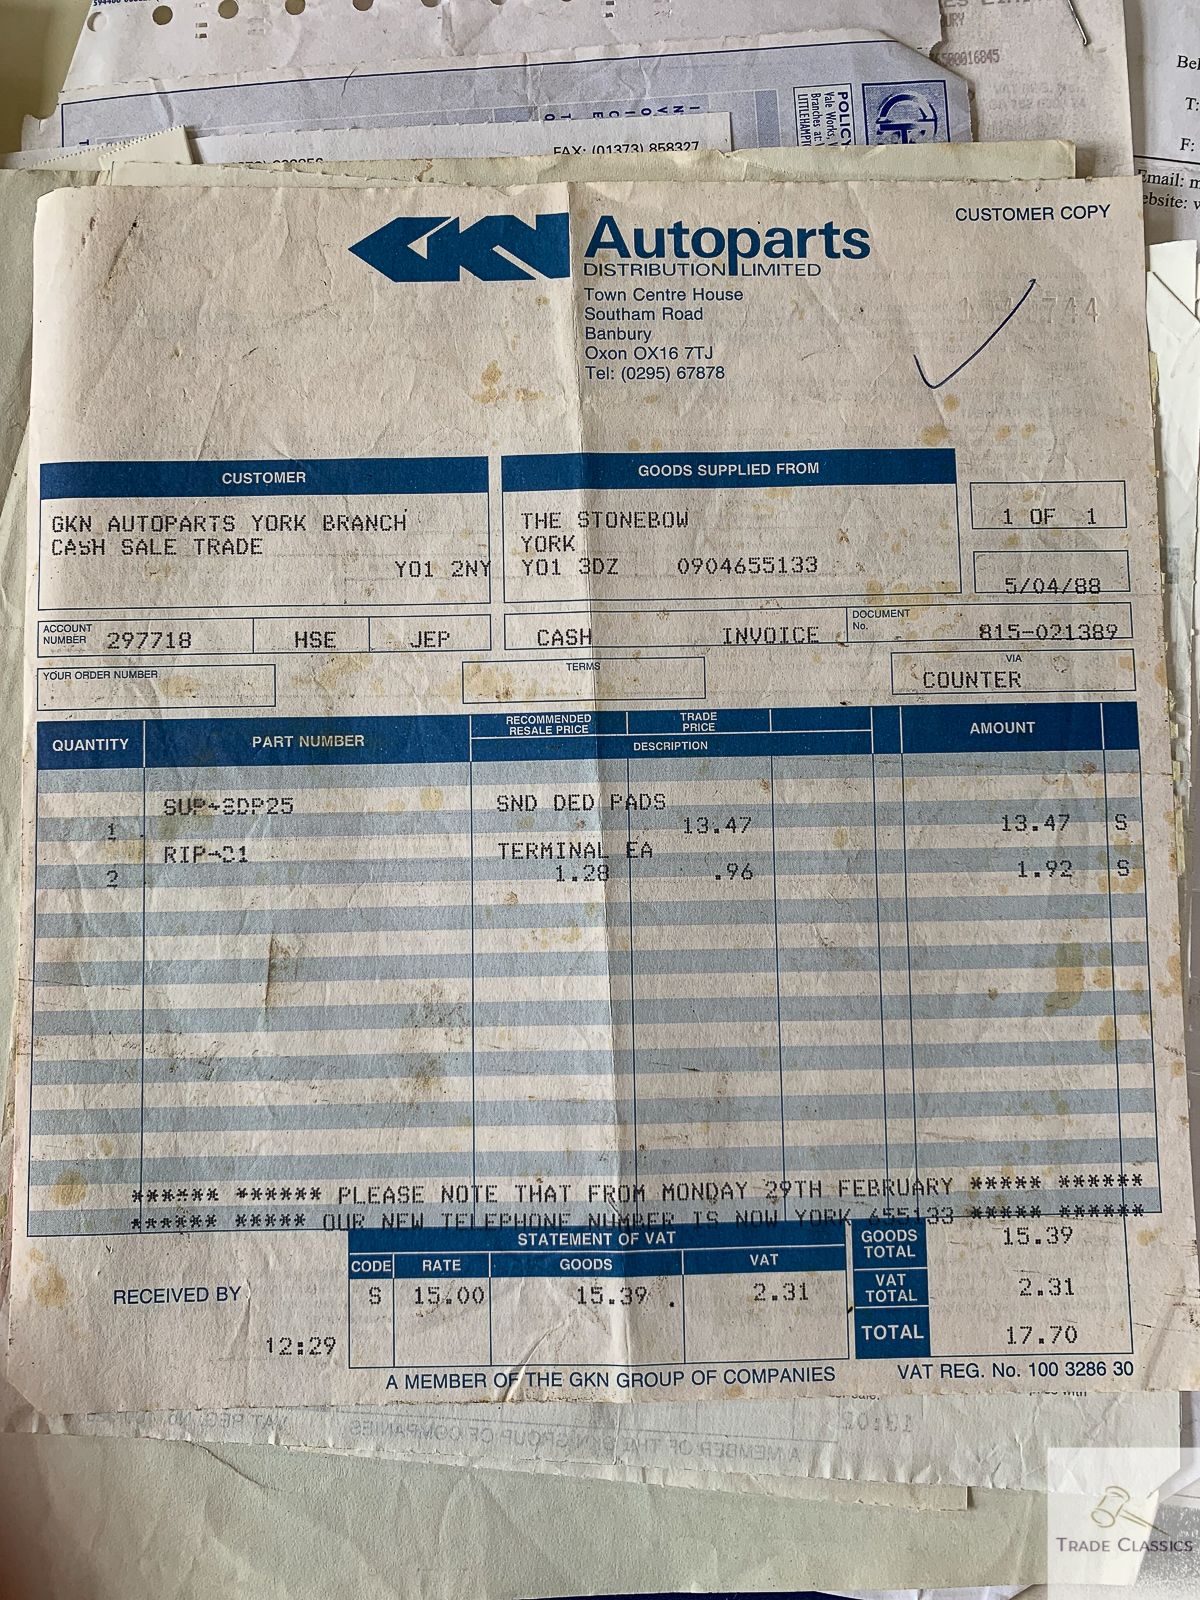 FAX: (01373) 858327
CUSTOMER COPY
GKN Autoparts
DISTRIBUTION LIMITED
Town Centre House
Southam Road
Banbury
Oxon OX16 7TJ
Tel: (0295) 67878
CUSTOMER
GOODS SUPPLIED FROM
GKN AUTOPARTS YORK BRANCH
CASH SALE TRADE
YO1 2NY
THE STONEBOW
YORK
YO1 3DZ 0904655133
1 OF 1
5/04/88
ACCOUNT NUMBER 297718 HSE JEP CASH INVOICE DOCUMENT No. 815-021389
YOUR ORDER NUMBER
TERMS
VIA
COUNTER
QUANTITY PART NUMBER RECOMMENDED RESALE PRICE TRADE PRICE AMOUNT
DESCRIPTION
SND DED PADS
1 13.47 13.47 S
TERMINAL EA
2 1.28 .96 1.92 S
****** ****** PLEASE NOTE THAT FROM MONDAY 29TH FEBRUARY ***** ******
****** ***** OUR NEW TELEPHONE NUMBER IS NOW YORK 655133 ***** ******
STATEMENT OF VAT
CODE RATE GOODS VAT
S 15.00 15.39 2.31
GOODS TOTAL 15.39
VAT TOTAL 2.31
TOTAL 17.70
RECEIVED BY
12:29
A MEMBER OF THE GKN GROUP OF COMPANIES
VAT REG. No. 100 3286 30
TRADE CLASSICS